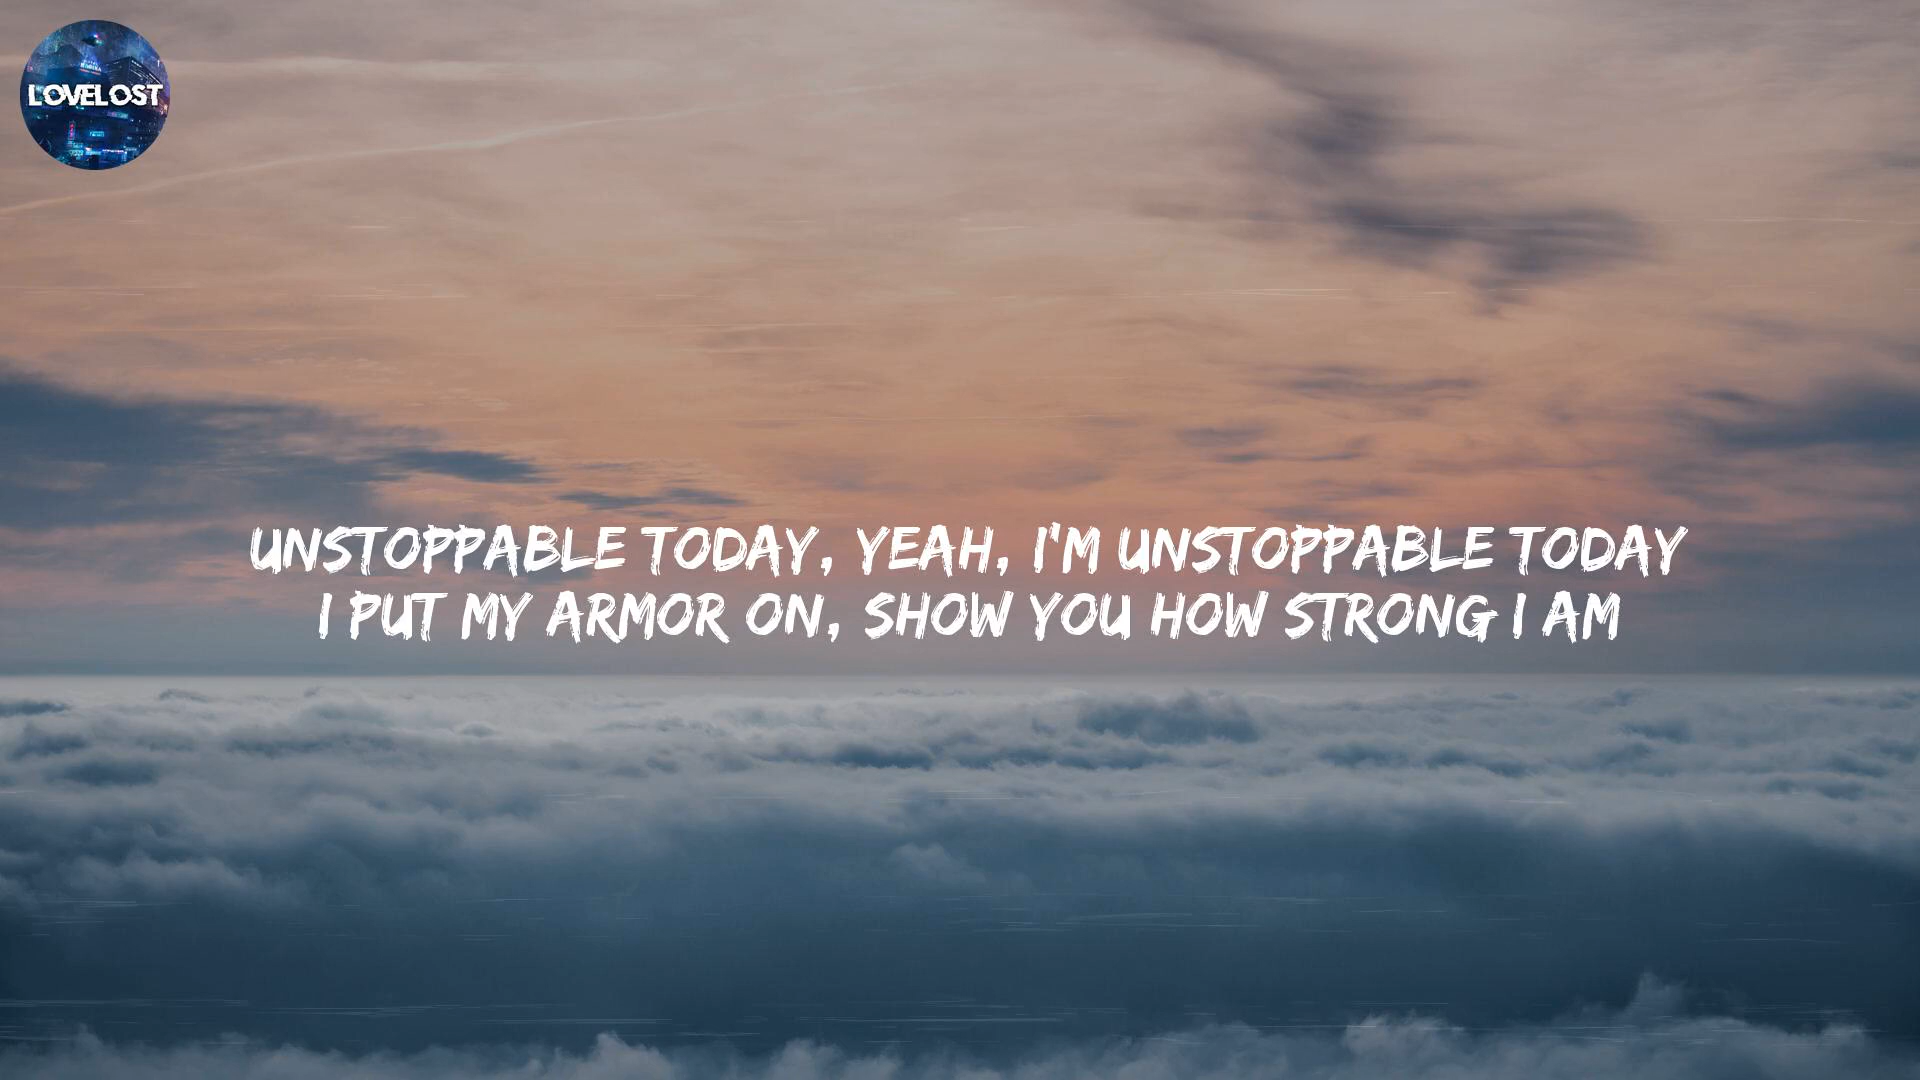 LOVELOST
UNSTOPPABLE TODAY, YEAH, I'M UNSTOPPABLE TODAY
I PUT MY ARMOR ON, SHOW YOU HOW STRONG I AM